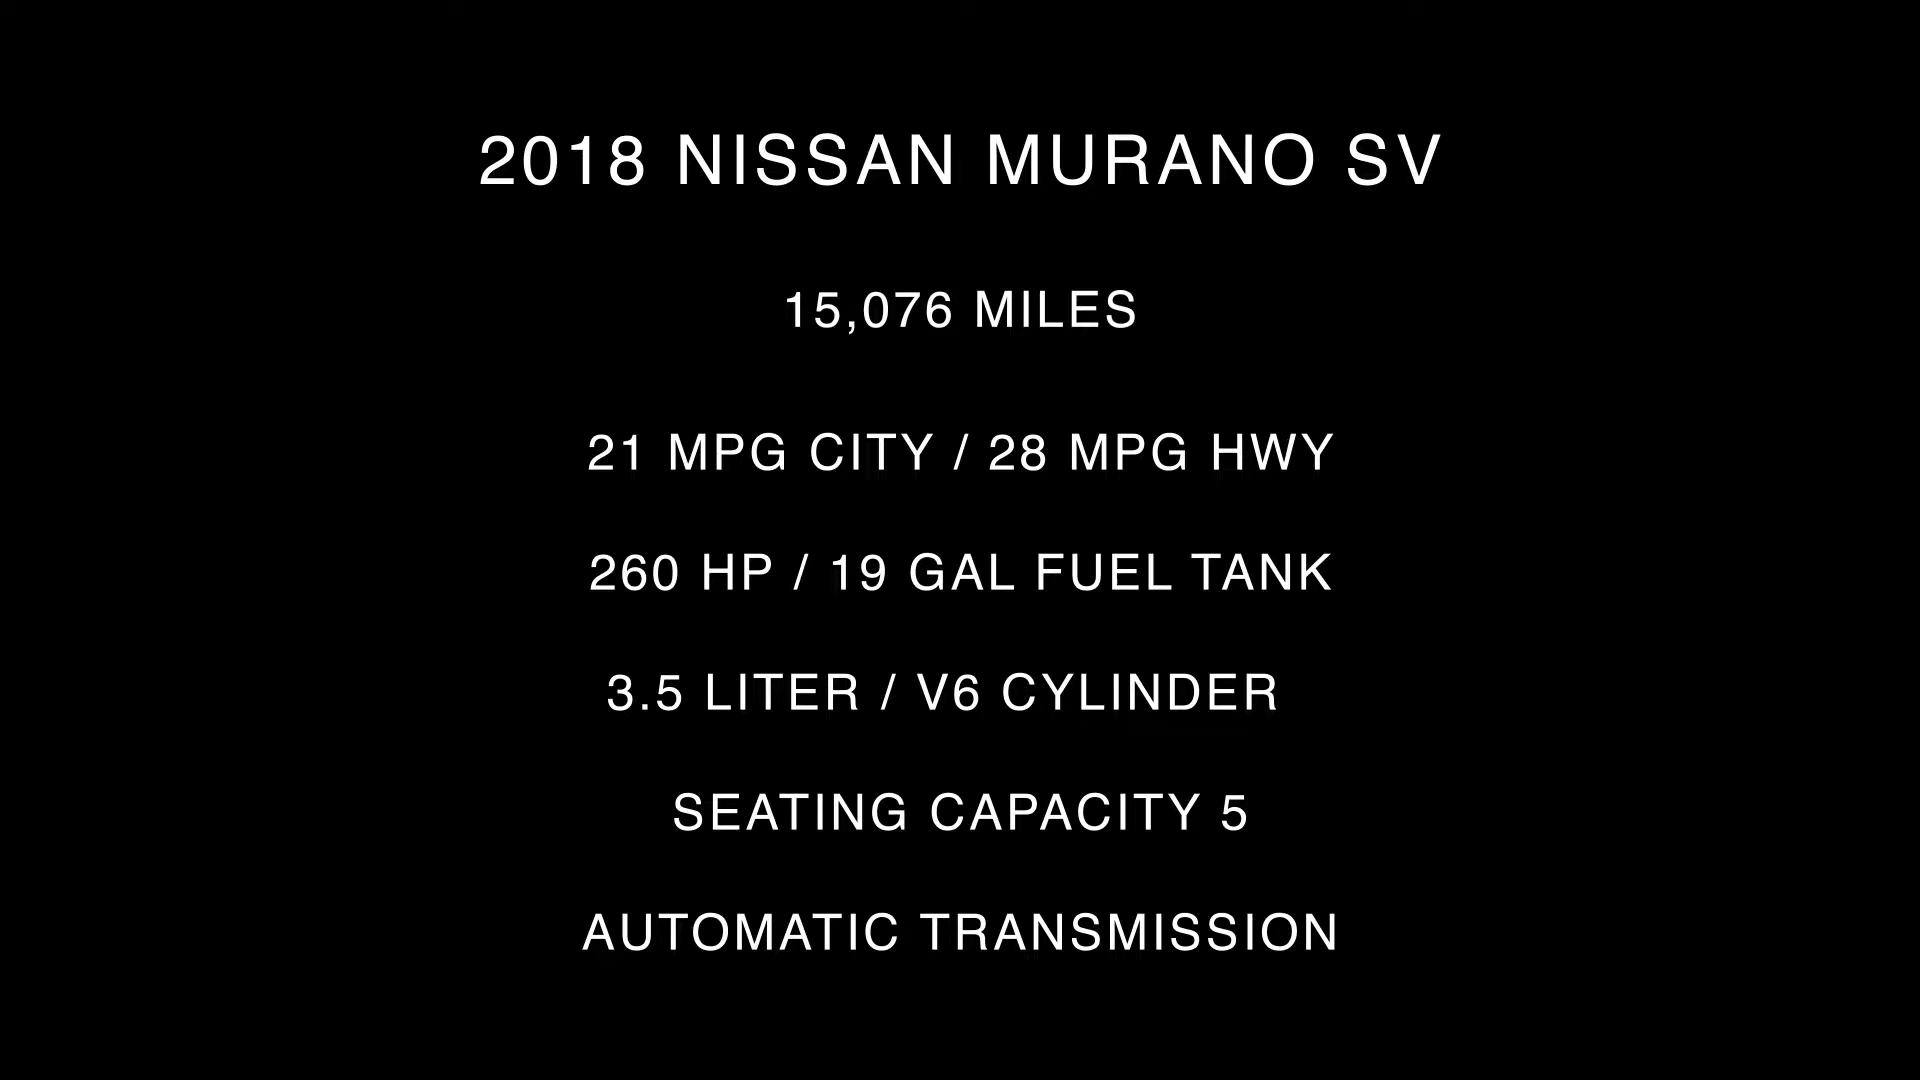 2018 NISSAN MURANO SV
15,076 MILES
21 MPG CITY / 28 MPG HWY
260 HP / 19 GAL FUEL TANK
3.5 LITER / V6 CYLINDER
SEATING CAPACITY 5
AUTOMATIC TRANSMISSION